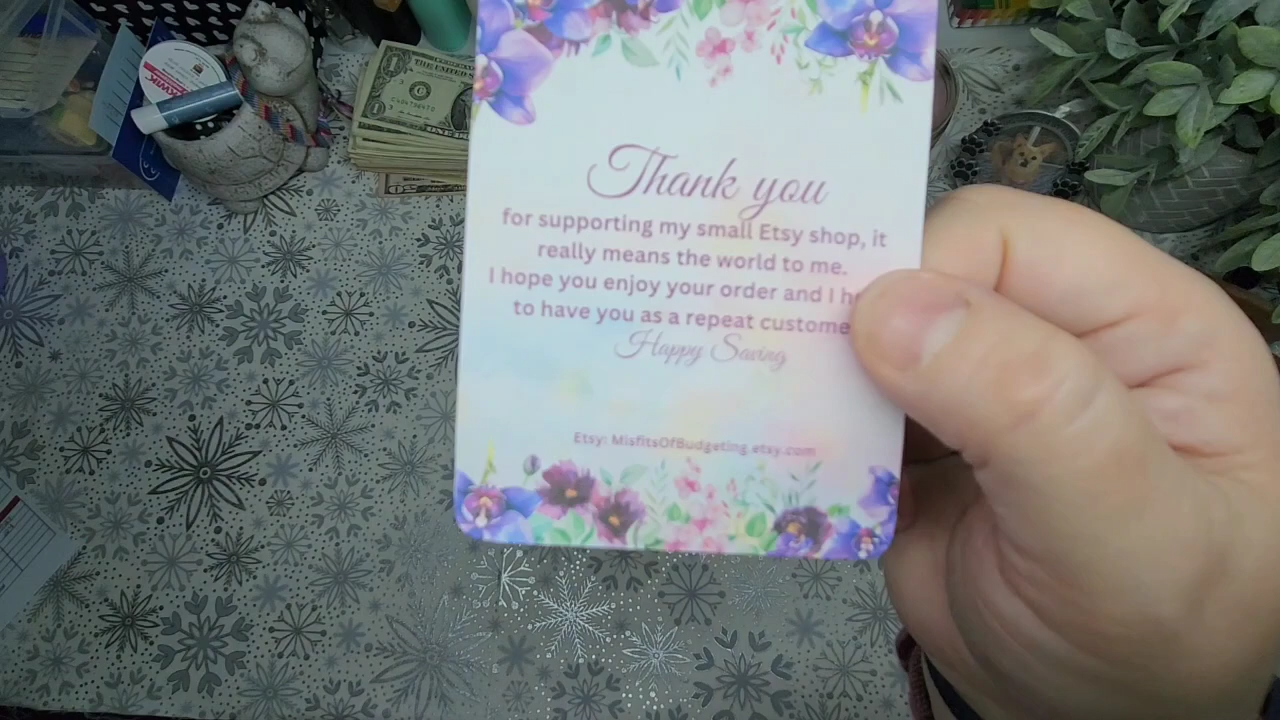 Thank you
for supporting my small Etsy shop, it
really means the world to me.
I hope you enjoy your order and I
to have you as a repeat custome
Happy Saving
Etsy: MisfitsOfBudgeting.etsy.com